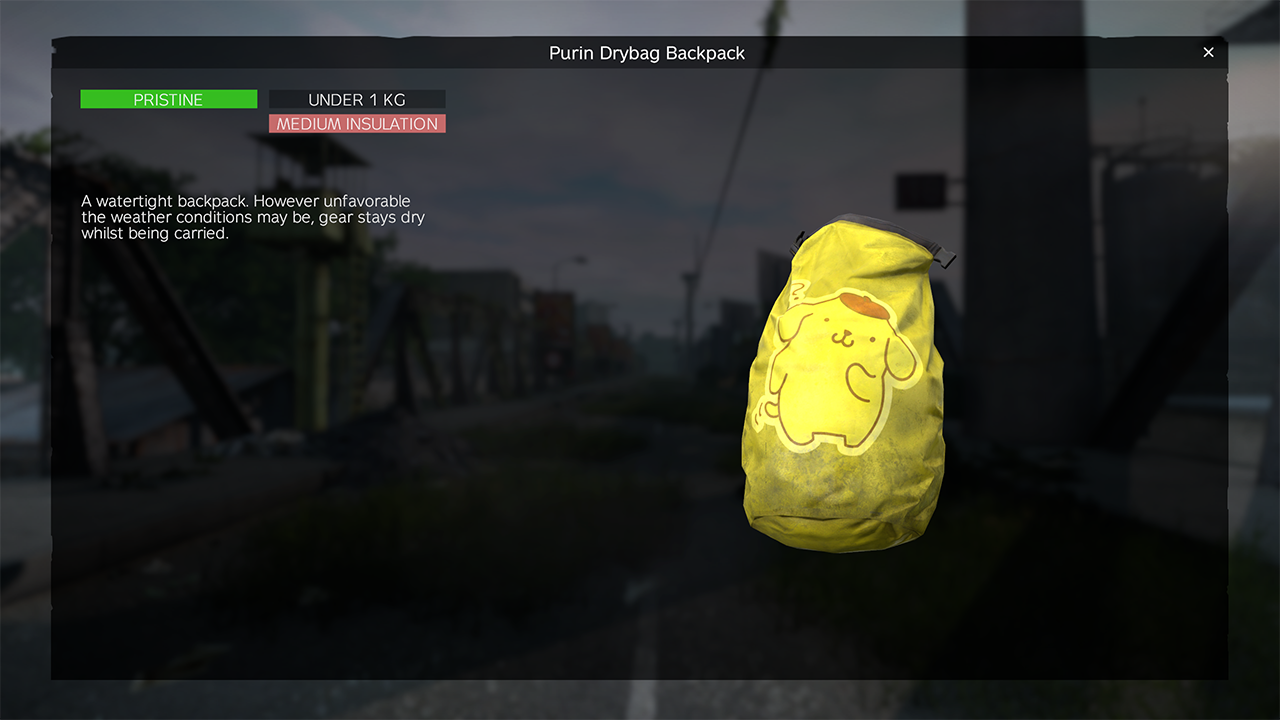 Purin Drybag Backpack
PRISTINE
UNDER 1 KG
MEDIUM INSULATION
A watertight backpack. However unfavorable
the weather conditions may be, gear stays dry
whilst being carried.